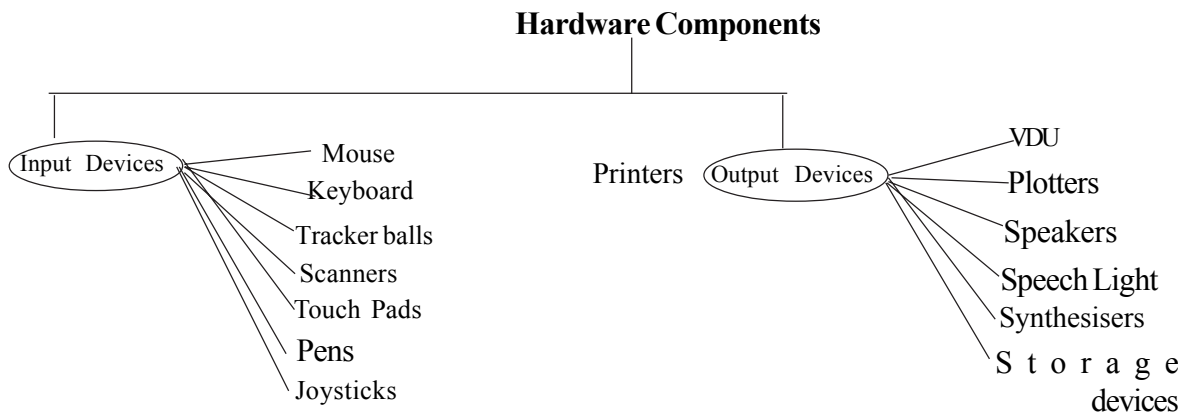 Hardware Components
Input Devices
Mouse
Keyboard
Tracker balls
Scanners
Touch Pads
Pens
Joysticks
Printers
Output Devices
VDU
Plotters
Speakers
Speech Light
Synthesisers
Storage
devices